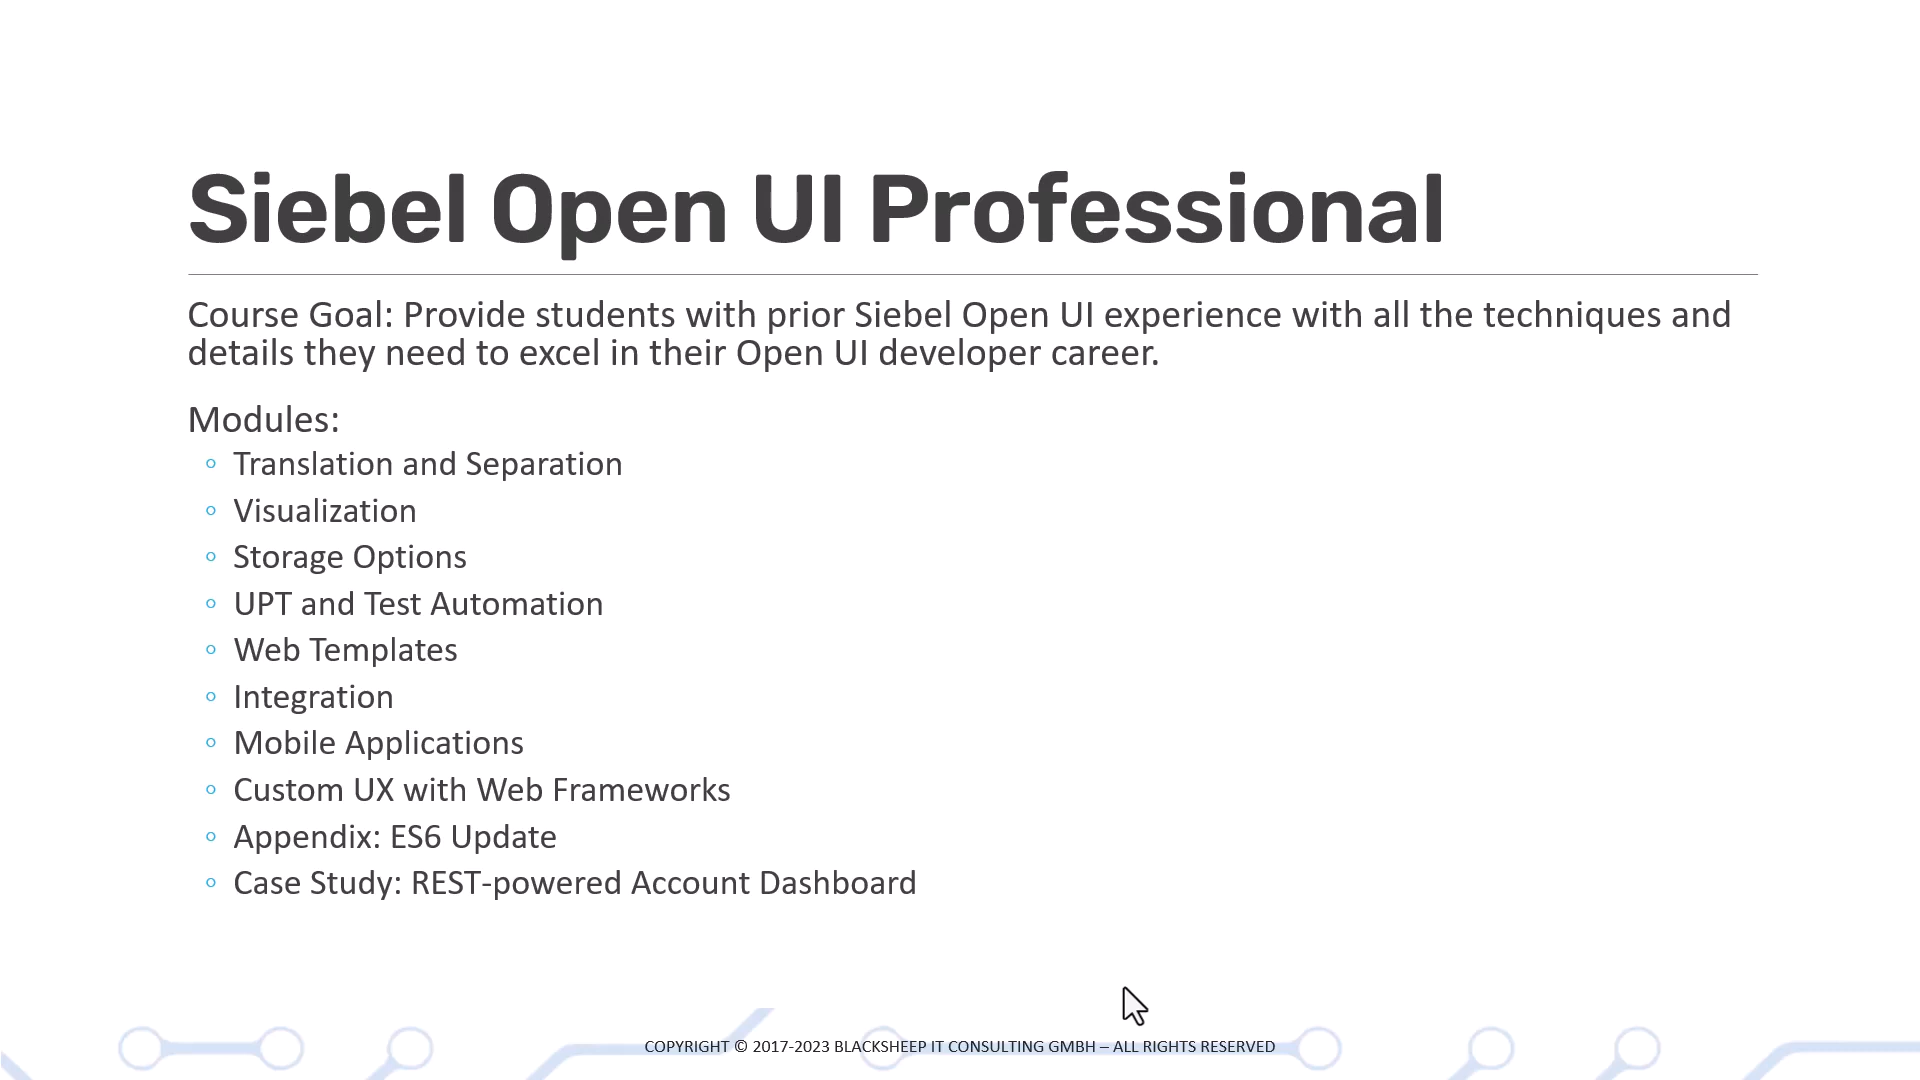 Siebel Open UI Professional
Course Goal: Provide students with prior Siebel Open UI experience with all the techniques and
details they need to excel in their Open UI developer career.
Modules:
◦ Translation and Separation
◦ Visualization
◦ Storage Options
◦ UPT and Test Automation
◦ Web Templates
◦ Integration
◦ Mobile Applications
◦ Custom UX with Web Frameworks
◦ Appendix: ES6 Update
◦ Case Study: REST-powered Account Dashboard
COPYRIGHT © 2017-2023 BLACKSHEEP IT CONSULTING GMBH – ALL RIGHTS RESERVED